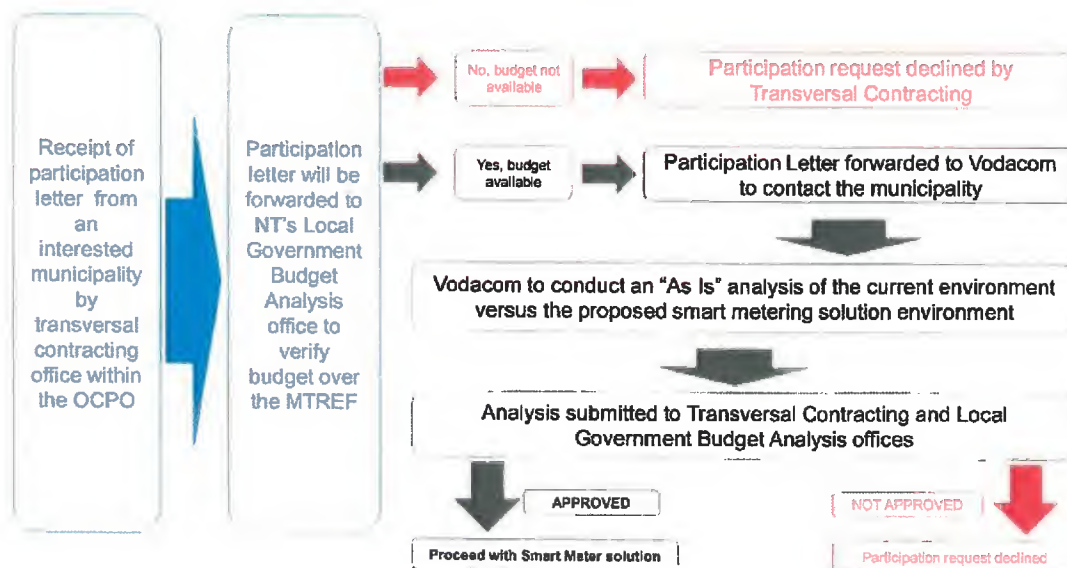 Receipt of
participation
letter from
an
interested
municipality
by
transversal
contracting
office within
the OCPO
Participation
letter will be
forwarded to
NT's Local
Government
Budget
Analysis
office to
verify
budget over
the MTREF
No, budget not
available
Participation request declined by
Transversal Contracting
Yes, budget
available
Participation Letter forwarded to Vodacom
to contact the municipality
Vodacom to conduct an "As Is" analysis of the current environment
versus the proposed smart metering solution environment
Analysis submitted to Transversal Contracting and Local
Government Budget Analysis offices
APPROVED
NOT APPROVED
Proceed with Smart Meter solution
Participation request declined